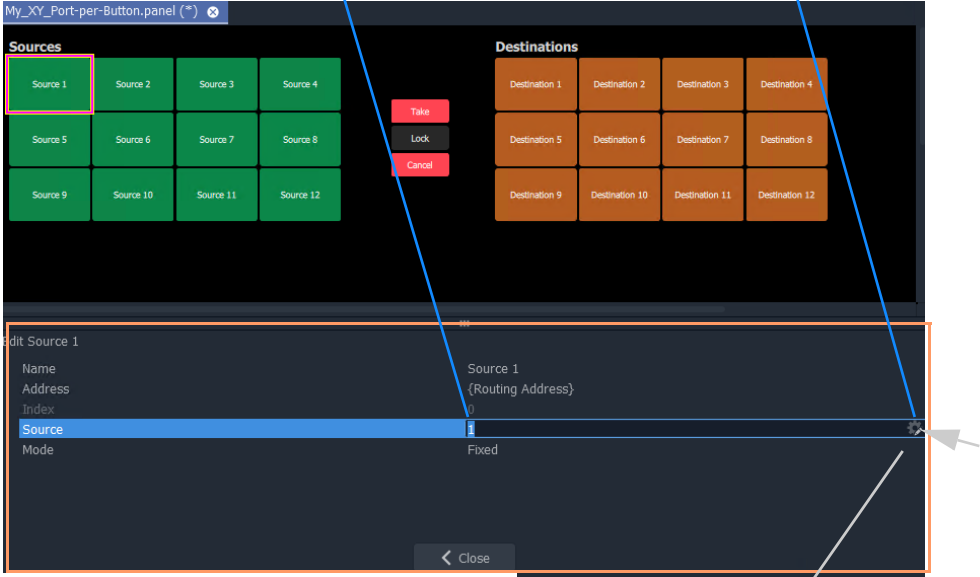 My_XY_Port-per-Button.panel (*)
Sources
Destinations
Source 1 Source 2 Source 3 Source 4
Destination 1 Destination 2 Destination 3 Destination 4
Take
Source 5 Source 6 Source 7 Source 8
Lock
Destination 5 Destination 6 Destination 7 Destination 8
Cancel
Source 9 Source 10 Source 11 Source 12
Destination 9 Destination 10 Destination 11 Destination 12
dit Source 1
Name Source 1
Address {Routing Address}
Index 0
Source 1
Mode Fixed
Close